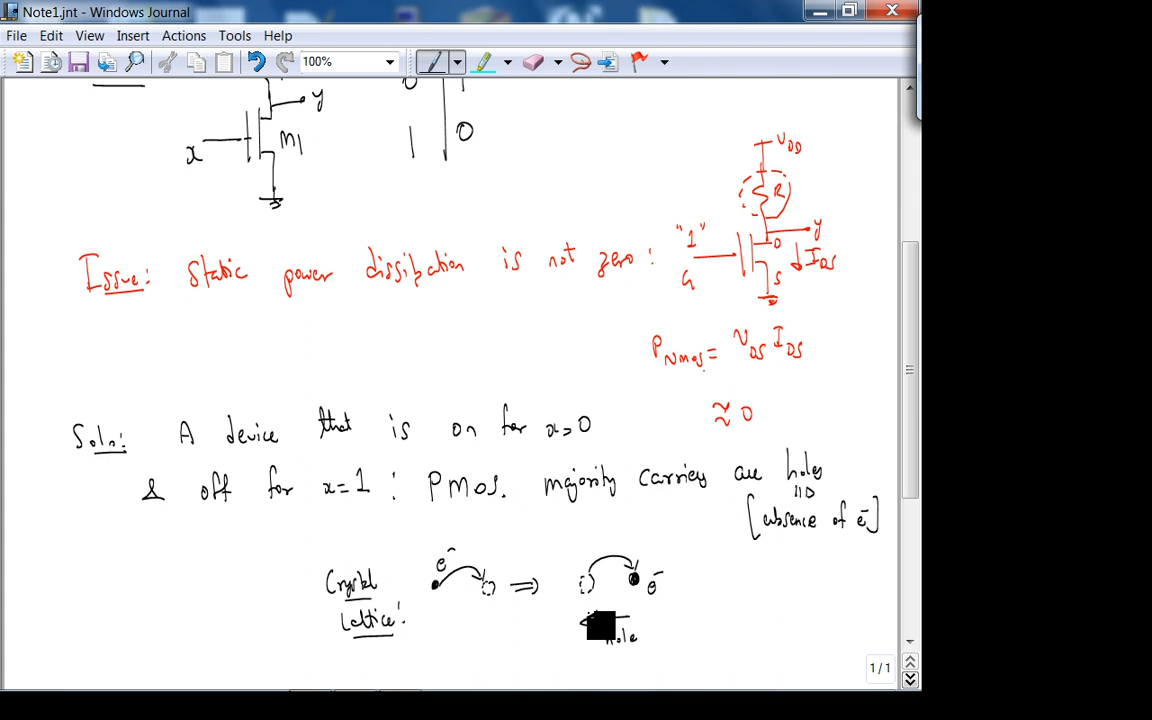 Note1.jnt - Windows Journal
File Edit View Insert Actions Tools Help
100%
y
1
0
x
M1
1
0
VDD
R
"1"
y
D
IDS
G
S
Issue: Static power dissipation is not zero:
PNMOS = VDS IDS
≈ 0
Soln: A device that is on for x=0
& off for x=1 : PMOS. majority carriers are holes
[absence of e-]
Crystal
Lattice:
e-
⇒
e-
hole
1/1